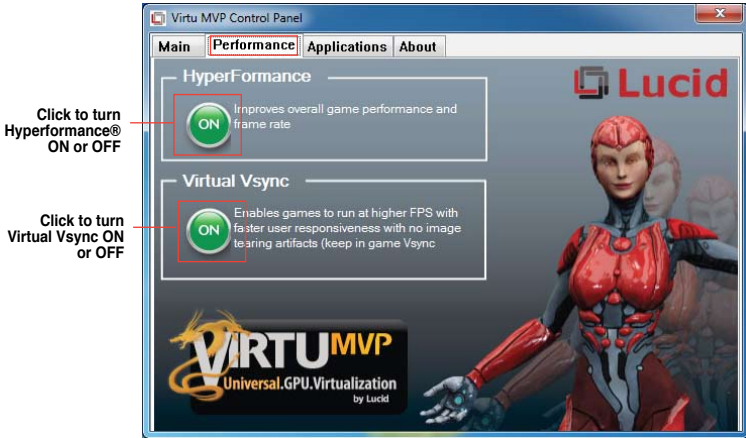 Virtu MVP Control Panel
Main Performance Applications About
HyperFormance
Lucid
Click to turn
Hyperformance®
ON or OFF
ON
Improves overall game performance and
frame rate
Virtual Vsync
Click to turn
Virtual Vsync ON
or OFF
ON
Enables games to run at higher FPS with
faster user responsiveness with no image
tearing artifacts (keep in game Vsync
VIRTU MVP
Universal.GPU.Virtualization
by Lucid